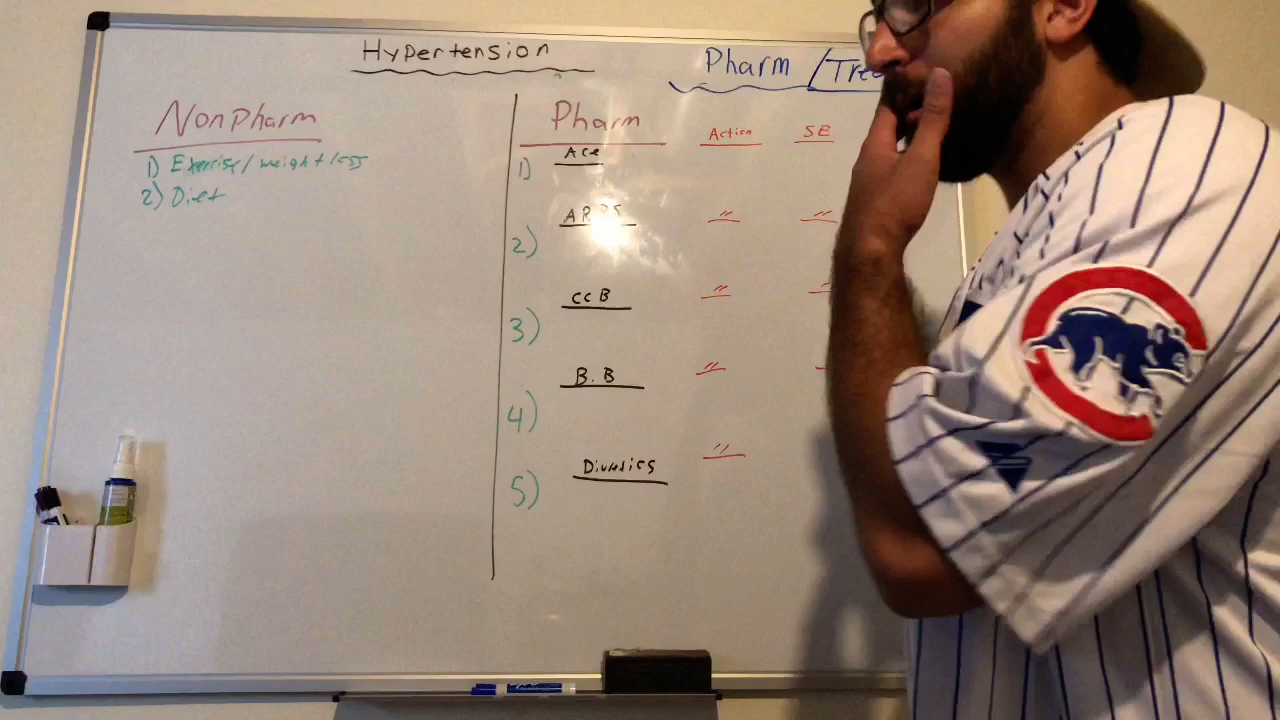 Hypertension
Pharm /Tre
NonPharm
1) Exercise/weight loss
2) Diet
Pharm
Action
SE
1) Ace
2)
" "
3) CCB
" "
4) B.B
"
5)
"